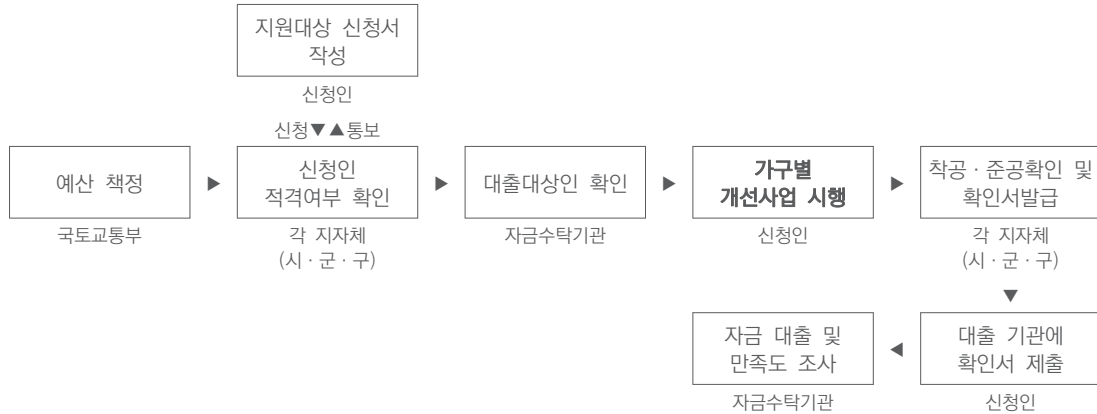 지원대상 신청서
작성
신청인
신청▼▲통보
예산 책정
▶
신청인
적격여부 확인
▶
대출대상인 확인
▶
가구별
개선사업 시행
▶
착공 · 준공확인 및
확인서발급
국토교통부
각 지자체
(시 · 군 · 구)
자금수탁기관
신청인
각 지자체
(시 · 군 · 구)
▼
자금 대출 및
만족도 조사
◀
대출 기관에
확인서 제출
자금수탁기관
신청인